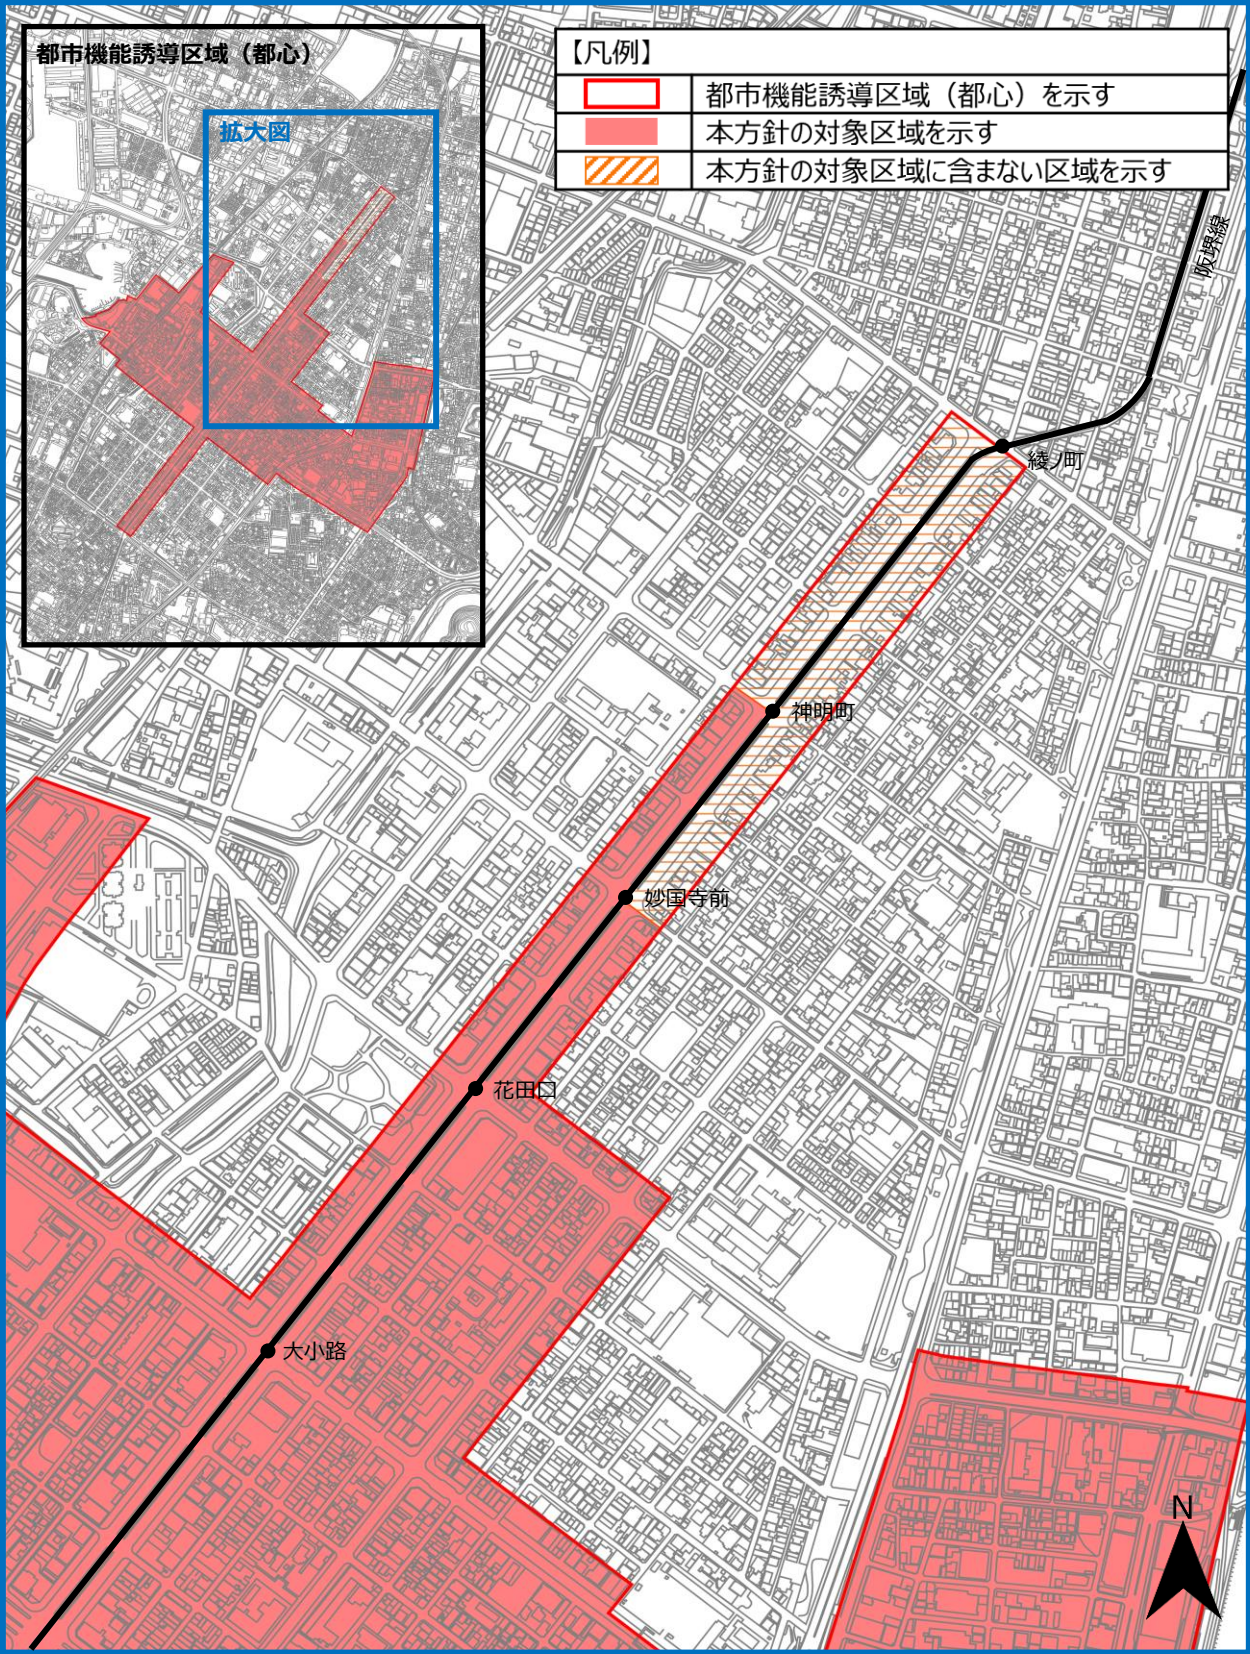 都市機能誘導区域（都心）
拡大図
【凡例】
都市機能誘導区域（都心）を示す
本方針の対象区域を示す
本方針の対象区域に含まない区域を示す
阪堺線
綾ノ町
神明町
妙国寺前
花田口
大小路
N